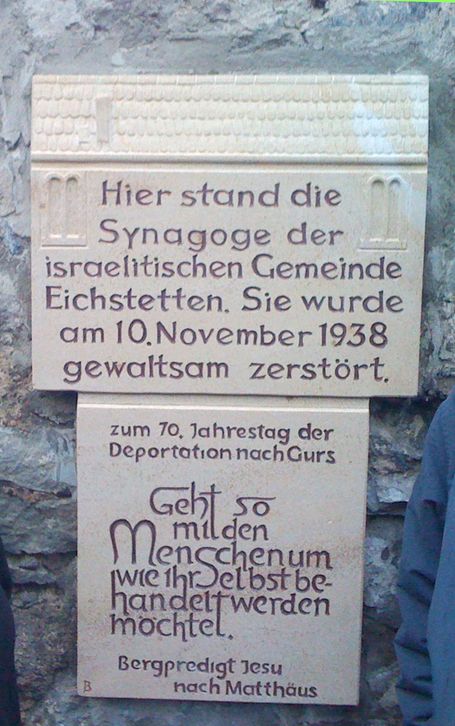 Hier stand die
Synagoge der
israelitischen Gemeinde
Eichstetten. Sie wurde
am 10. November 1938
gewaltsam zerstört.
zum 70. Jahrestag der
Deportation nach Gurs
Geht so
mit den
Menschen um
wie ihr selbst be-
handelt werden
möchtet.
Bergpredigt Jesu
nach Matthäus
B